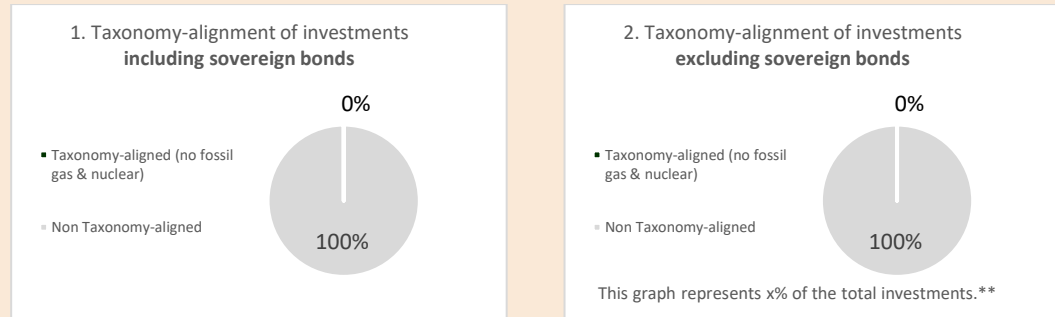 1. Taxonomy-alignment of investments
including sovereign bonds
0%
Taxonomy-aligned (no fossil
gas & nuclear)
Non Taxonomy-aligned
100%
2. Taxonomy-alignment of investments
excluding sovereign bonds
0%
Taxonomy-aligned (no fossil
gas & nuclear)
Non Taxonomy-aligned
100%
This graph represents x% of the total investments.**